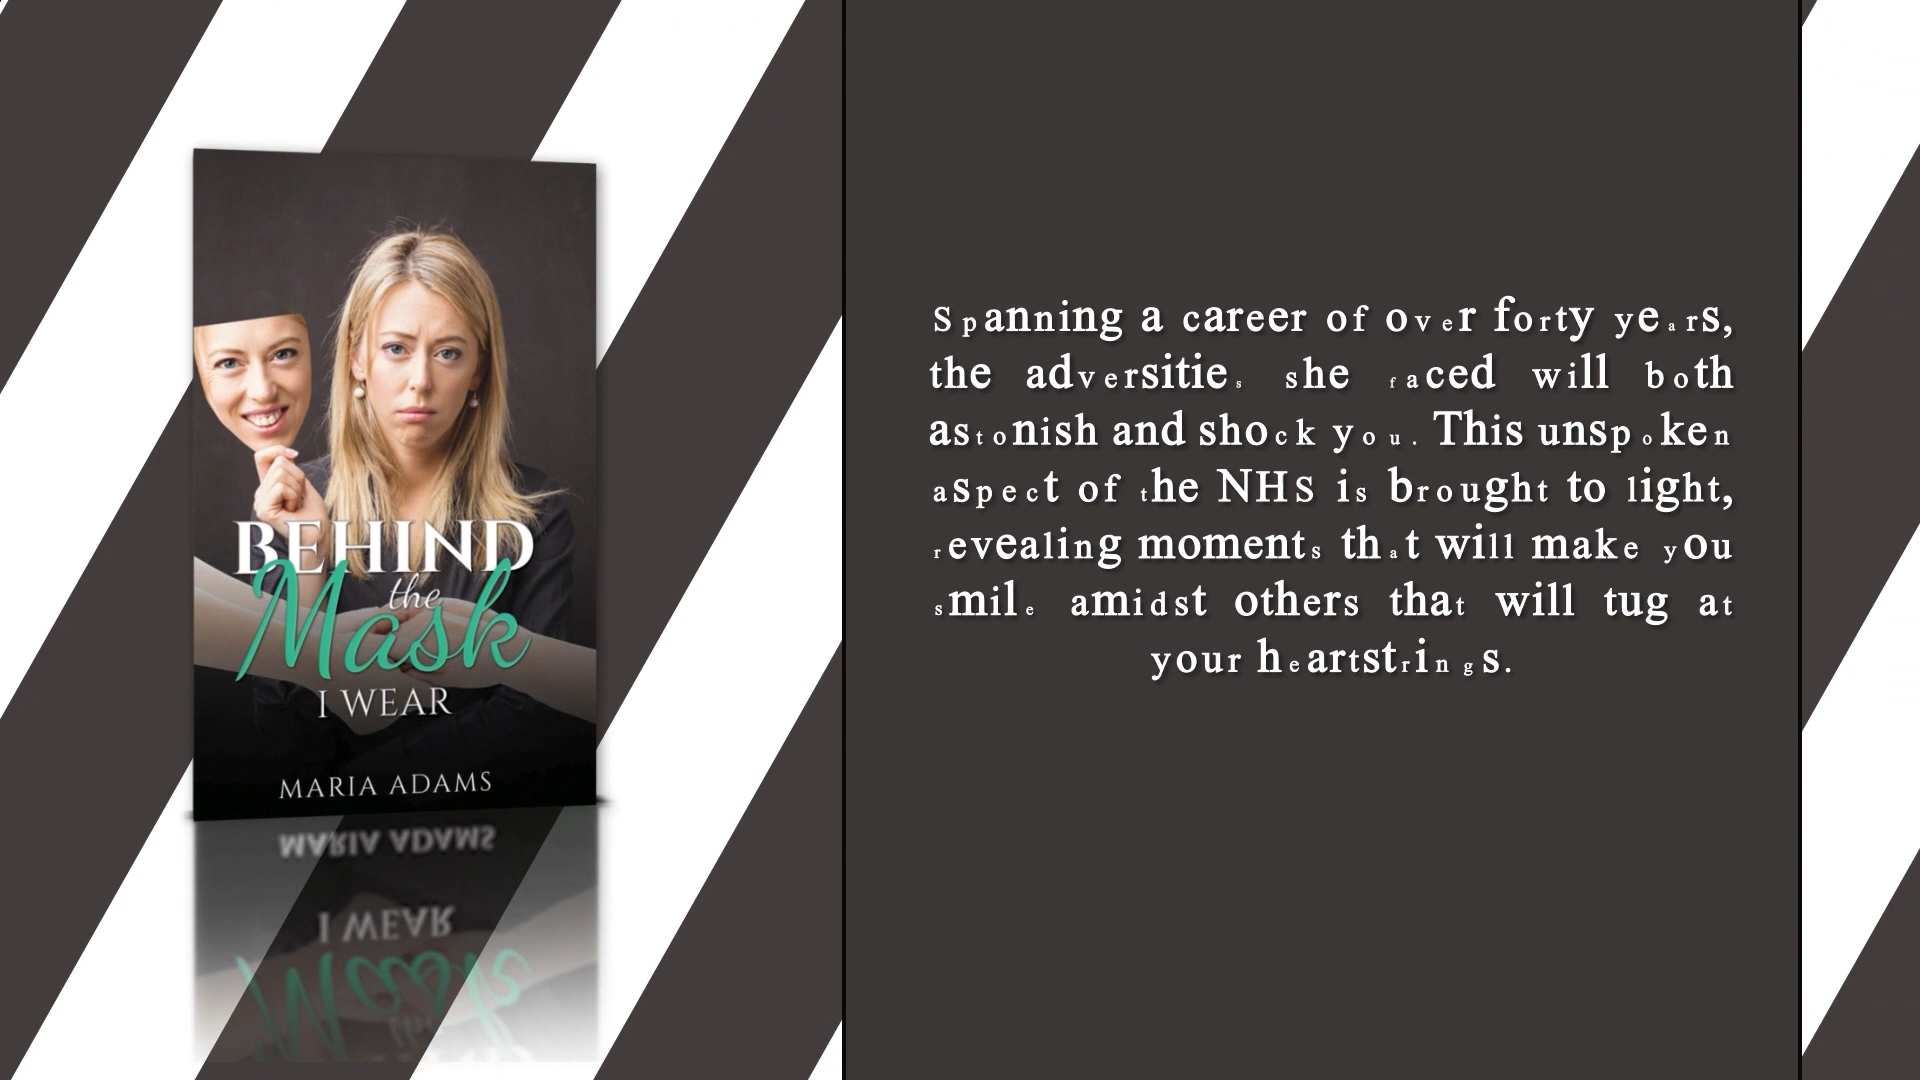 BEHIND
the
Mask
I WEAR
MARIA ADAMS
MARIA ADAMS
I WEAR
Mask
the
Spanning a career of over forty years,
the adversities she faced will both
astonish and shock you. This unspoken
aspect of the NHS is brought to light,
revealing moments that will make you
smile amidst others that will tug at
your heartstrings.